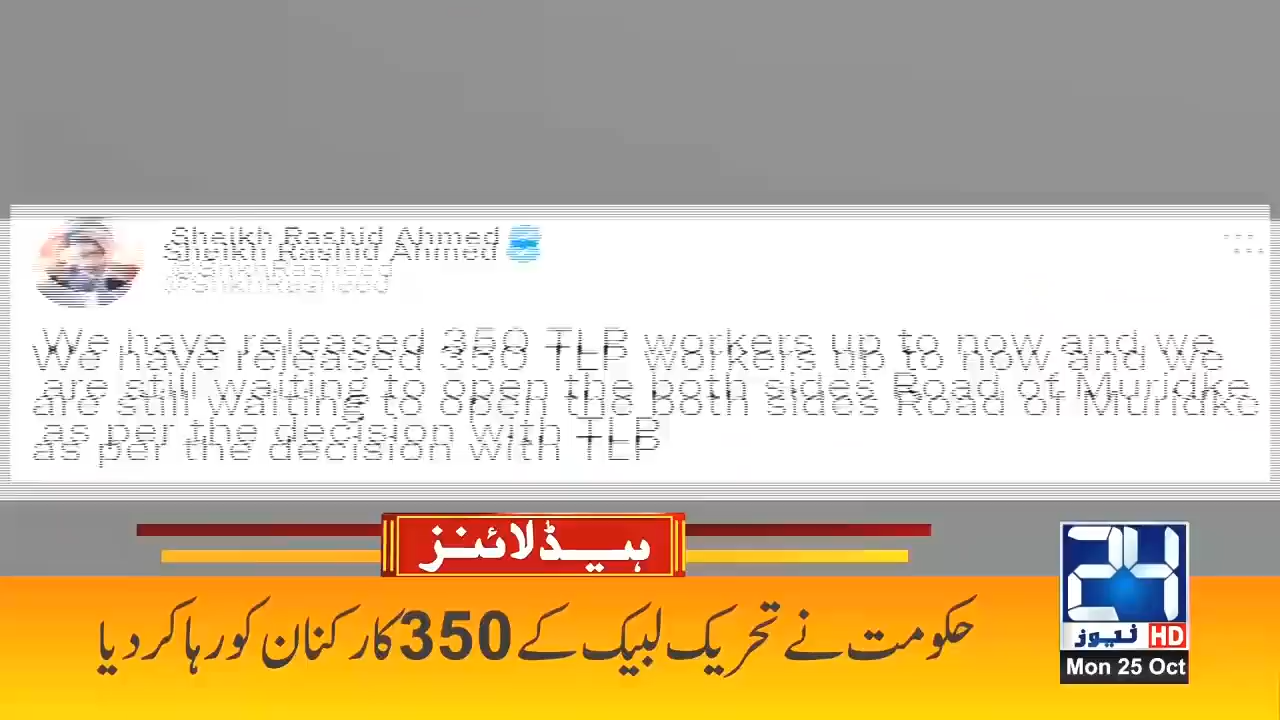 Sheikh Rashid Ahmed
@ShkhRasheed
We have released 350 TLP workers up to now and we
are still waiting to open the both sides Road of Muridke
as per the decision with TLP
ہیڈلائنز
حکومت نے تحریک لبیک کے 350 کارکنان کو رہا کر دیا
24
نیوز HD
Mon 25 Oct